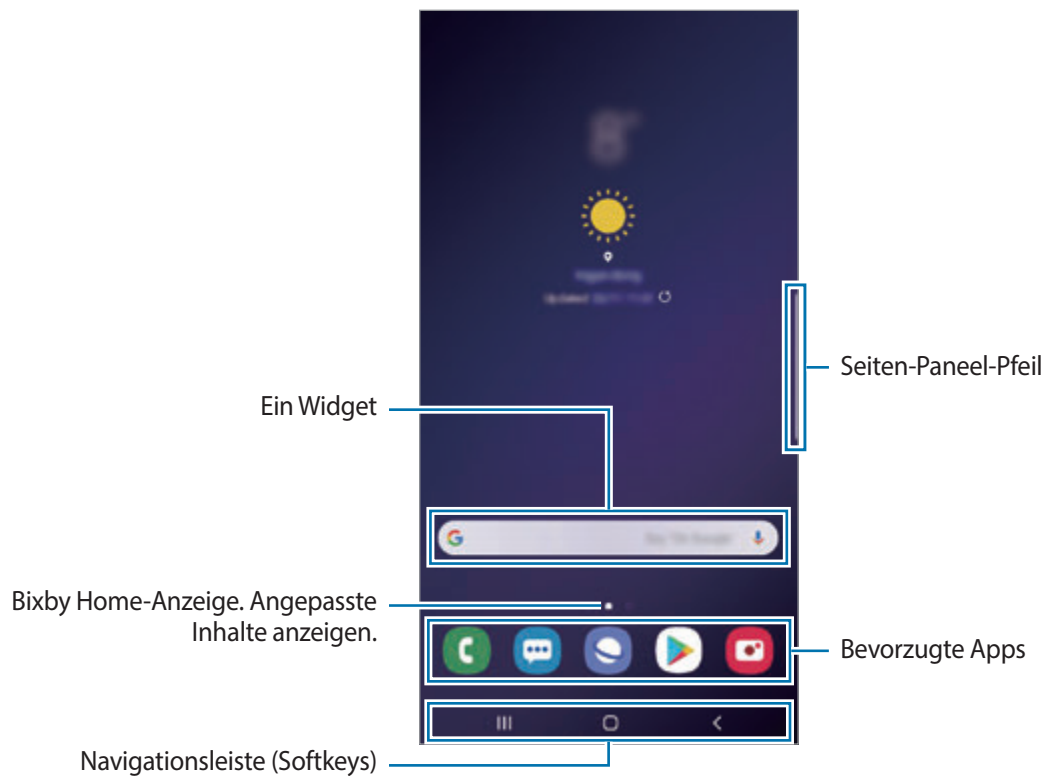 Seiten-Paneel-Pfeil
Ein Widget
Bixby Home-Anzeige. Angepasste
Inhalte anzeigen.
Bevorzugte Apps
Navigationsleiste (Softkeys)